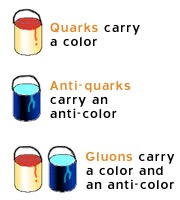 Quarks carry
a color
Anti-quarks
carry an
anti-color
Gluons carry
a color and
an anti-color